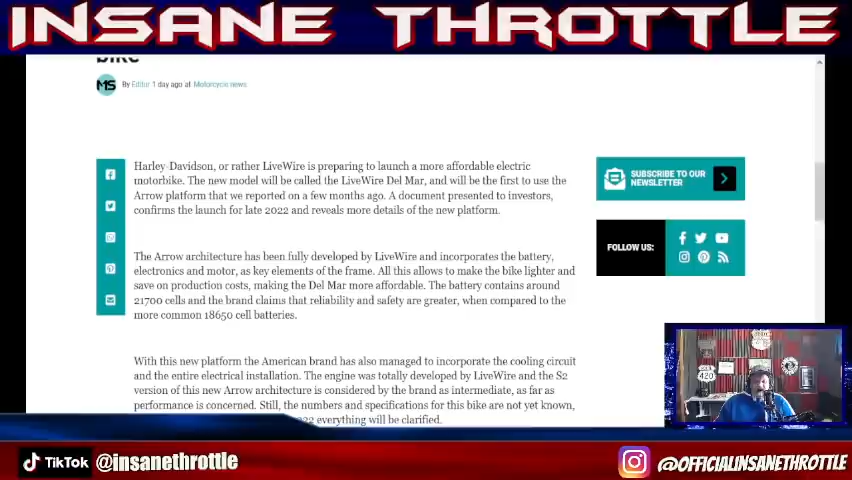 INSANE THROTTLE
bike
MS By Editor 1 day ago at Motorcycle news
Harley-Davidson, or rather LiveWire is preparing to launch a more affordable electric
motorbike. The new model will be called the LiveWire Del Mar, and will be the first to use the
Arrow platform that we reported on a few months ago. A document presented to investors,
confirms the launch for late 2022 and reveals more details of the new platform.
The Arrow architecture has been fully developed by LiveWire and incorporates the battery,
electronics and motor, as key elements of the frame. All this allows to make the bike lighter and
save on production costs, making the Del Mar more affordable. The battery contains around
21700 cells and the brand claims that reliability and safety are greater, when compared to the
more common 18650 cell batteries.
With this new platform the American brand has also managed to incorporate the cooling circuit
and the entire electrical installation. The engine was totally developed by LiveWire and the S2
version of this new Arrow architecture is considered by the brand as intermediate, as far as
performance is concerned. Still, the numbers and specifications for this bike are not yet known,
everything will be clarified.
SUBSCRIBE TO OUR
NEWSLETTER
FOLLOW US:
420
TikTok @insanethrottle
@OFFICIALINSANETHROTTLE